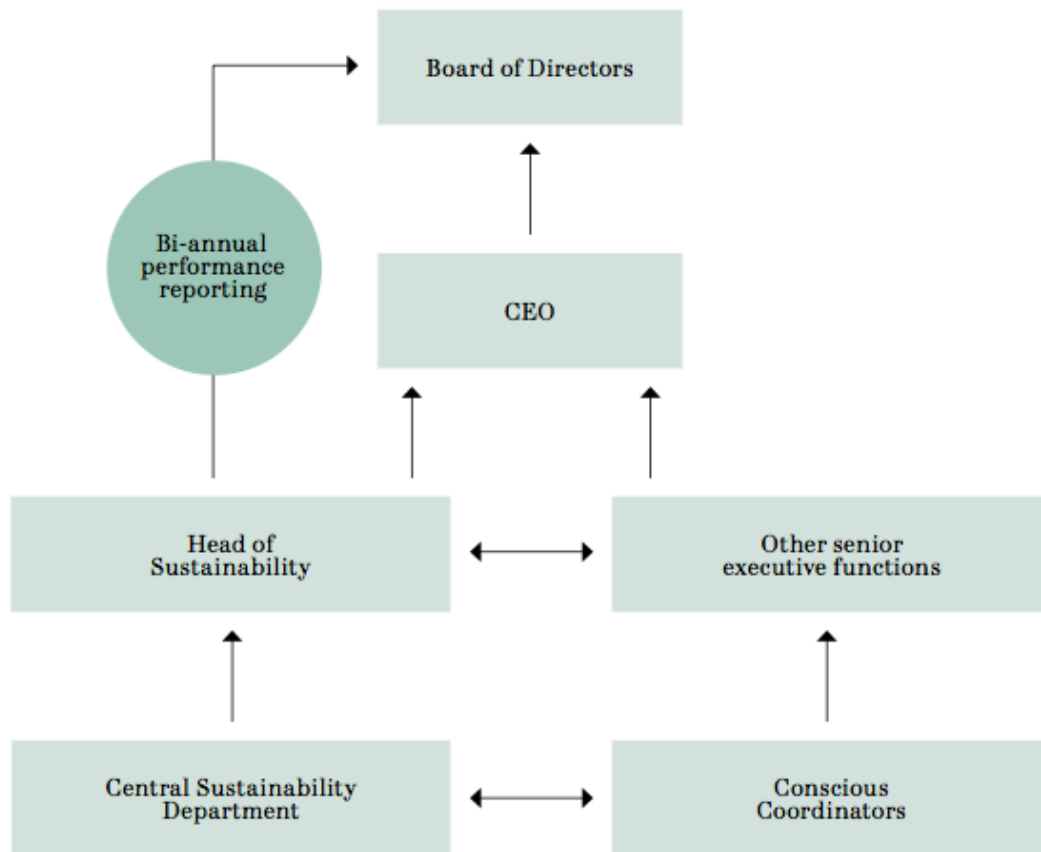 Board of Directors
Bi-annual
performance
reporting
CEO
Head of
Sustainability
Other senior
executive functions
Central Sustainability
Department
Conscious
Coordinators